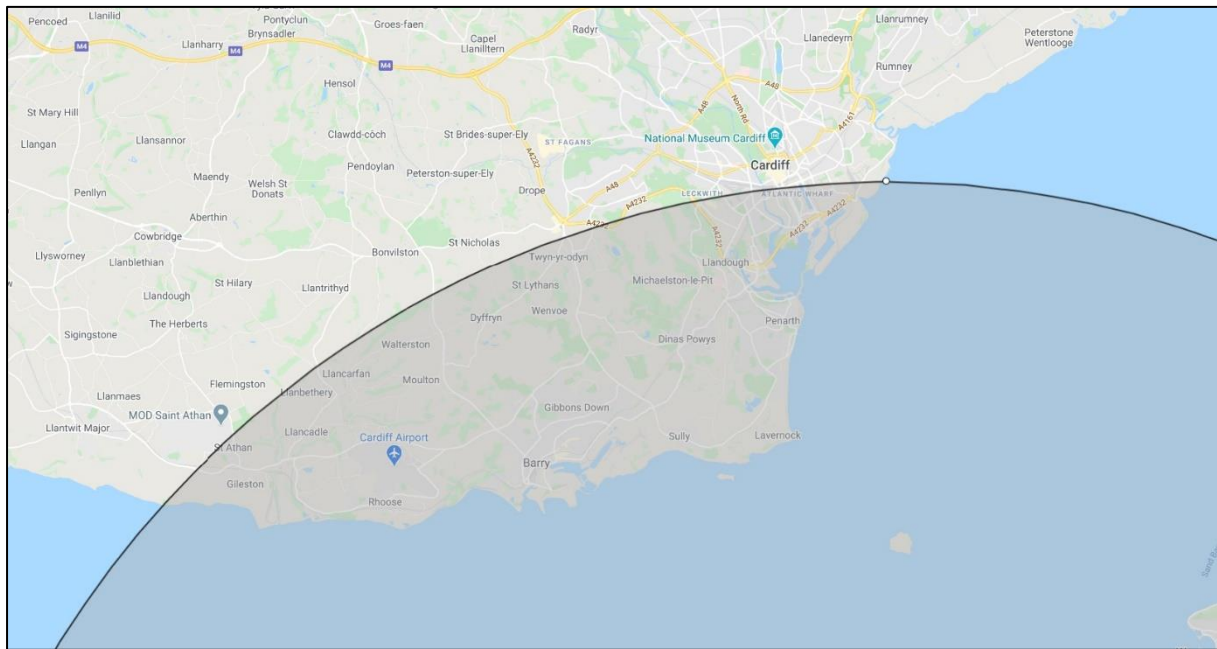 Pencoed
Llanilid
Pontyclun
Brynsadler
Groes-faen
Radyr
Capel
Llanilltern
Llanharry
M4
M4
Llanedeyrn
Llanrumney
Peterstone
Wentlooge
Rumney
Hensol
A48
A48
North Rd
A4161
St Mary Hill
Llansannor
Clawdd-côch
St Brides-super-Ely
ST FAGANS
National Museum Cardiff
Llangan
A4232
Cardiff
Pendoylan
Peterston-super-Ely
Maendy
Welsh St
Donats
Penllyn
Drope
A48
LECKWITH
ATLANTIC WHARF
A4232
A4232
A4232
A4232
Aberthin
Cowbridge
St Nicholas
Bonvilston
Twyn-yr-odyn
Llysworney
Llanblethian
Llandough
St Hilary
Llantrithyd
St Lythans
Michaelston-le-Pit
Llandough
Wenvoe
Dyffryn
Penarth
The Herberts
Sigingstone
Walterston
Dinas Powys
Llancarfan
Moulton
Flemingston
Llanbethery
Llanmaes
MOD Saint Athan
Gibbons Down
Llantwit Major
Llancadle
Cardiff Airport
Sully
Lavernock
St Athan
Barry
Gileston
Rhoose